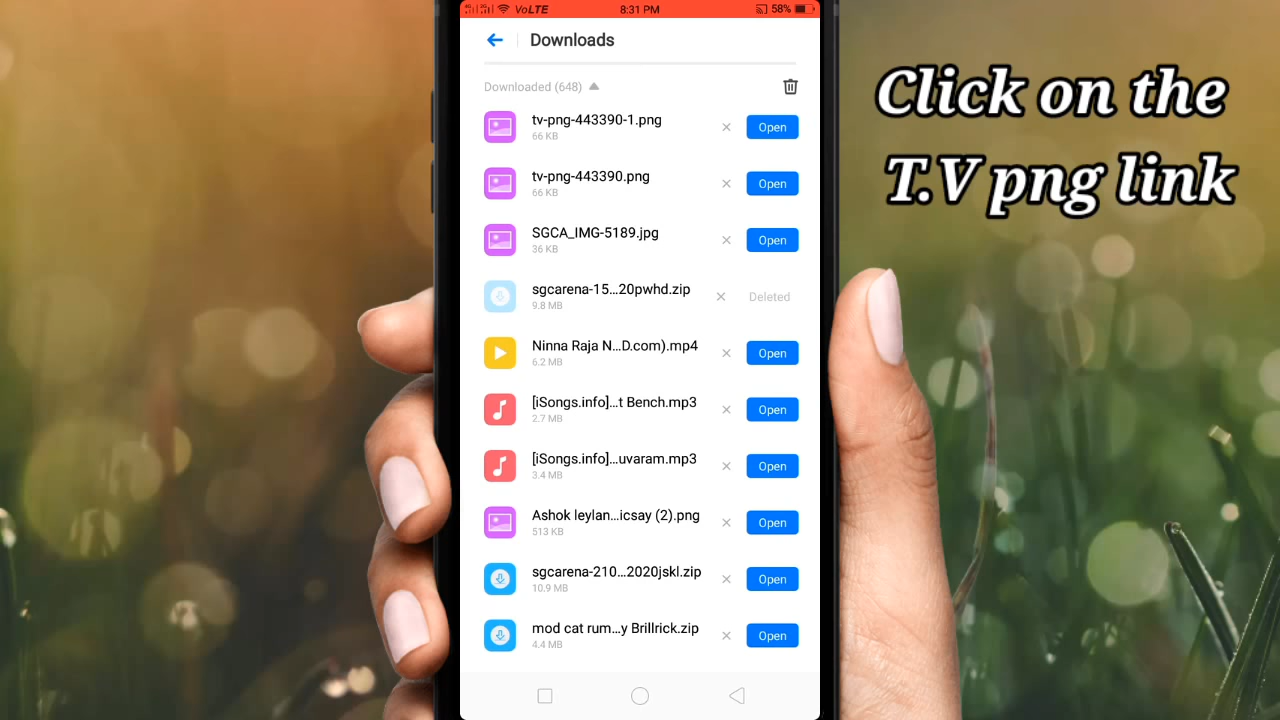 VoLTE
8:31 PM
58%
Downloads
Downloaded (648)
tv-png-443390-1.png
66 KB
Open
tv-png-443390.png
66 KB
Open
SGCA_IMG-5189.jpg
36 KB
Open
sgcarena-15...20pwhd.zip
9.8 MB
Deleted
Ninna Raja N...D.com).mp4
6.2 MB
Open
[iSongs.info]...t Bench.mp3
2.7 MB
Open
[iSongs.info]...uvaram.mp3
3.4 MB
Open
Ashok leylan...icsay (2).png
513 KB
Open
sgcarena-210...2020jskl.zip
10.9 MB
Open
mod cat rum...y Brillrick.zip
4.4 MB
Open
Click on the
T.V png link